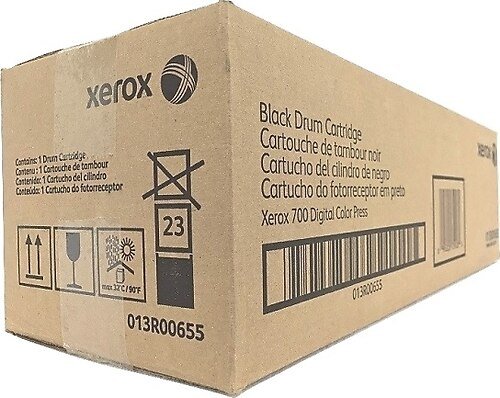 xerox
Contains: 1 Drum Cartridge
Contenu : 1 Cartouche de tambour
Contenido: 1 Cartucho del cilindro
Conteúdo: 1 Cartucho do fotorreceptor
23
max 32°C / 90°F
013R00655
Black Drum Cartridge
Cartouche de tambour noir
Cartucho del cilindro de negro
Cartucho do fotorreceptor em preto
Xerox 700 Digital Color Press
013R00655
xerox